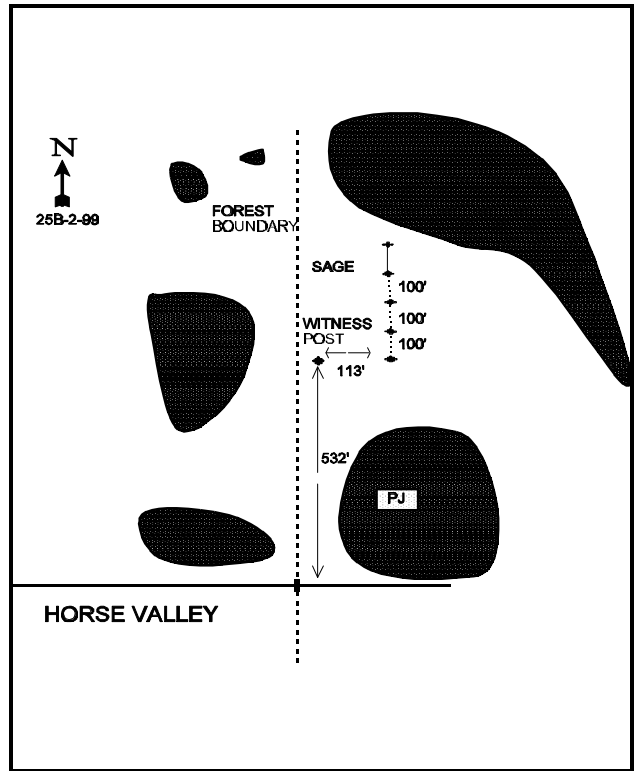 N
25B-2-99
FOREST
BOUNDARY
SAGE
100'
100'
100'
WITNESS
POST
113'
532'
PJ
HORSE VALLEY